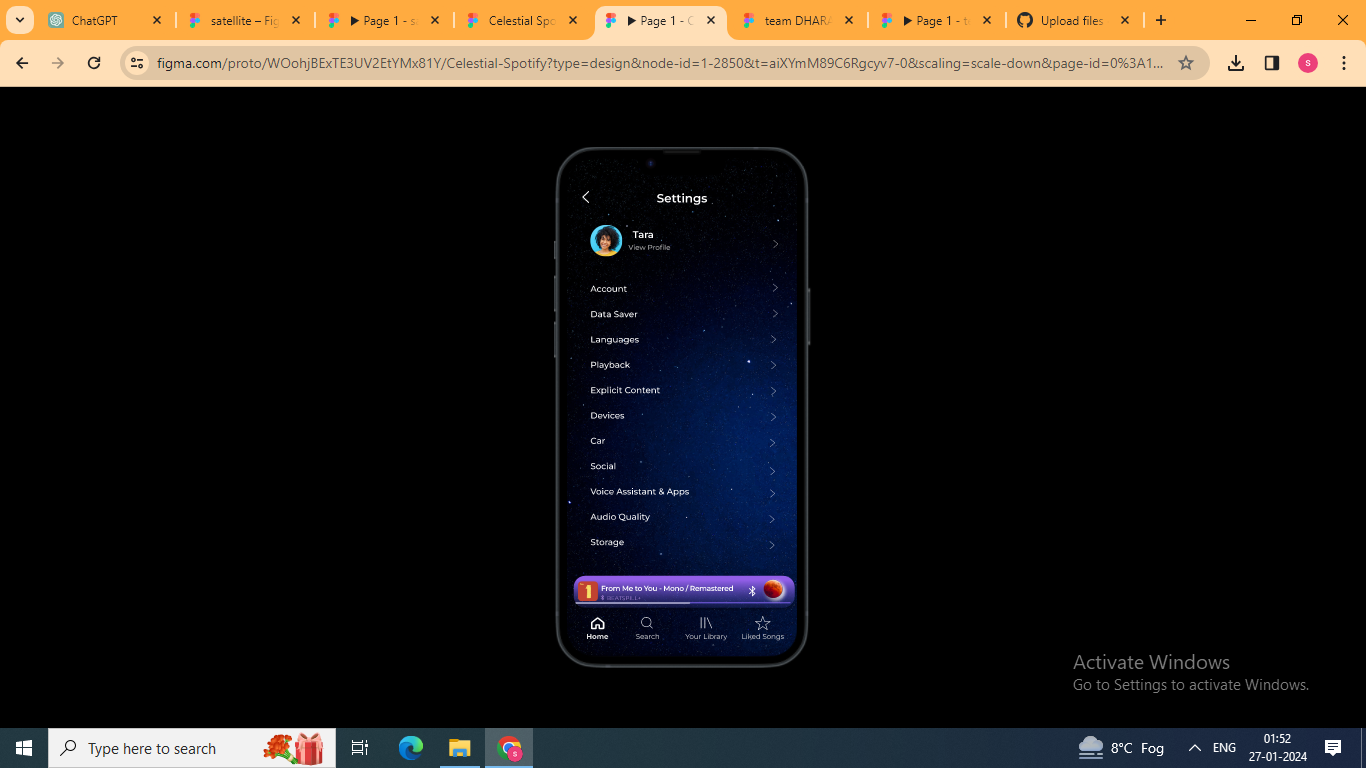 ChatGPT
satellite – Fig
Page 1 - s
Celestial Spo
Page 1 - C
team DHARA
Page 1 - t
Upload files
figma.com/proto/WOohjBExTE3UV2EtYMx81Y/Celestial-Spotify?type=design&node-id=1-2850&t=aiXYmM89C6Rgcyv7-0&scaling=scale-down&page-id=0%3A1...
S
Settings
Tara
View Profile
Account
Data Saver
Languages
Playback
Explicit Content
Devices
Car
Social
Voice Assistant & Apps
Audio Quality
Storage
1
From Me to You - Mono / Remastered
BEATSPILL+
Home
Search
Your Library
Liked Songs
Activate Windows
Go to Settings to activate Windows.
Type here to search
S
8°C Fog
ENG
01:52
27-01-2024